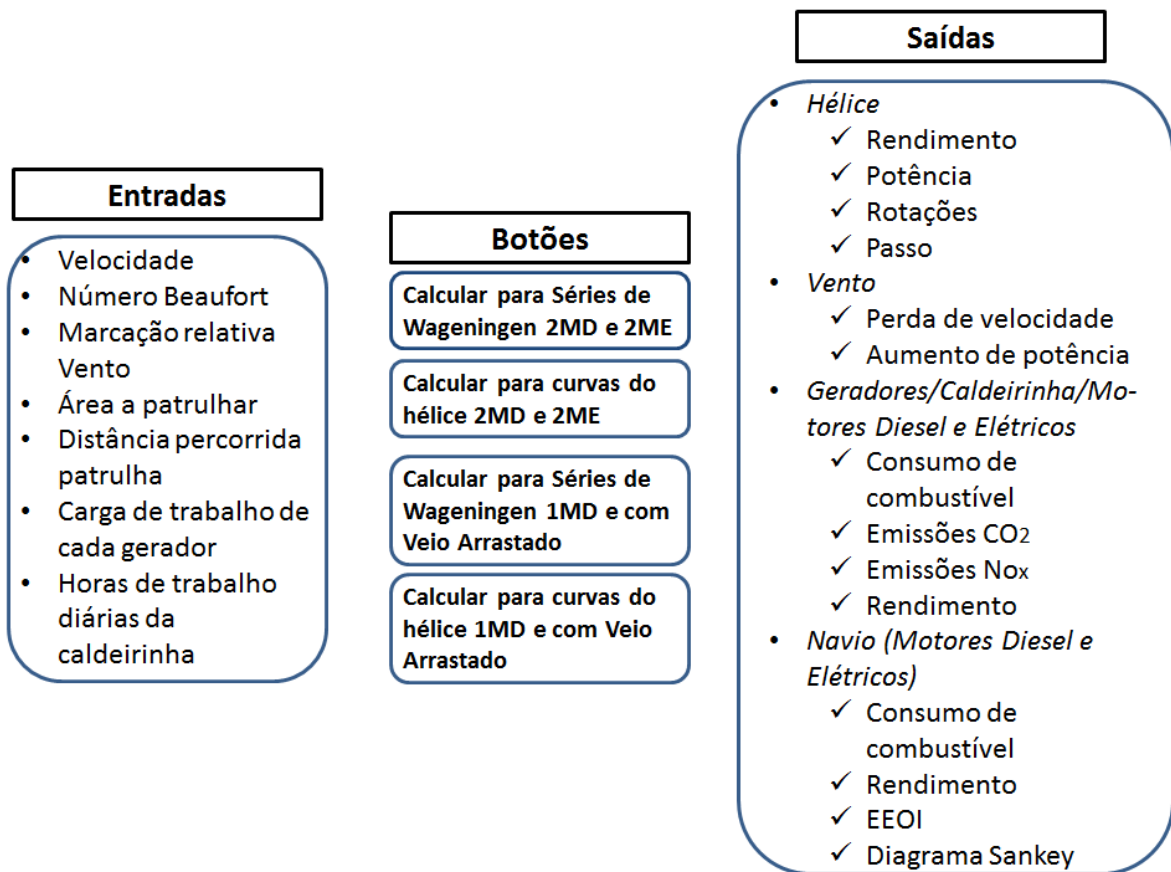 Entradas
• Velocidade
• Número Beaufort
• Marcação relativa
Vento
• Área a patrulhar
• Distância percorrida
patrulha
• Carga de trabalho de
cada gerador
• Horas de trabalho
diárias da
caldeirinha
Botões
Calcular para Séries de
Wageningen 2MD e 2ME
Calcular para curvas do
hélice 2MD e 2ME
Calcular para Séries de
Wageningen 1MD e com
Veio Arrastado
Calcular para curvas do
hélice 1MD e com Veio
Arrastado
Saídas
• Hélice
✓ Rendimento
✓ Potência
✓ Rotações
✓ Passo
• Vento
✓ Perda de velocidade
✓ Aumento de potência
• Geradores/Caldeirinha/Mo-
tores Diesel e Elétricos
✓ Consumo de
combustível
✓ Emissões CO2
✓ Emissões Nox
✓ Rendimento
• Navio (Motores Diesel e
Elétricos)
✓ Consumo de
combustível
✓ Rendimento
✓ EEOI
✓ Diagrama Sankey